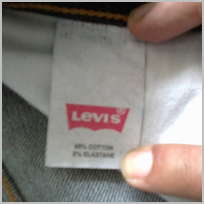 LEVI'S
98% COTTON
2% ELASTANE